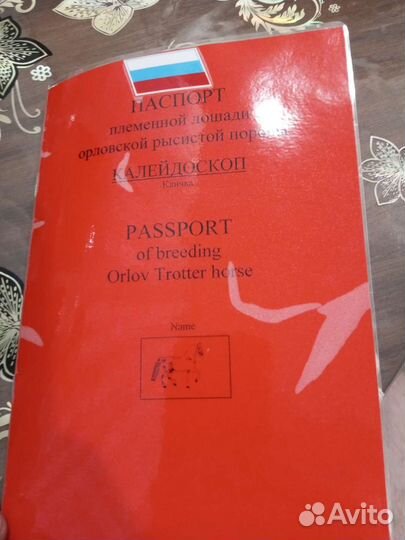 ПАСПОРТ
племенной лошади
орловской рысистой породы
КАЛЕЙДОСКОП
Кличка
PASSPORT
of breeding
Orlov Trotter horse
Name
Avito